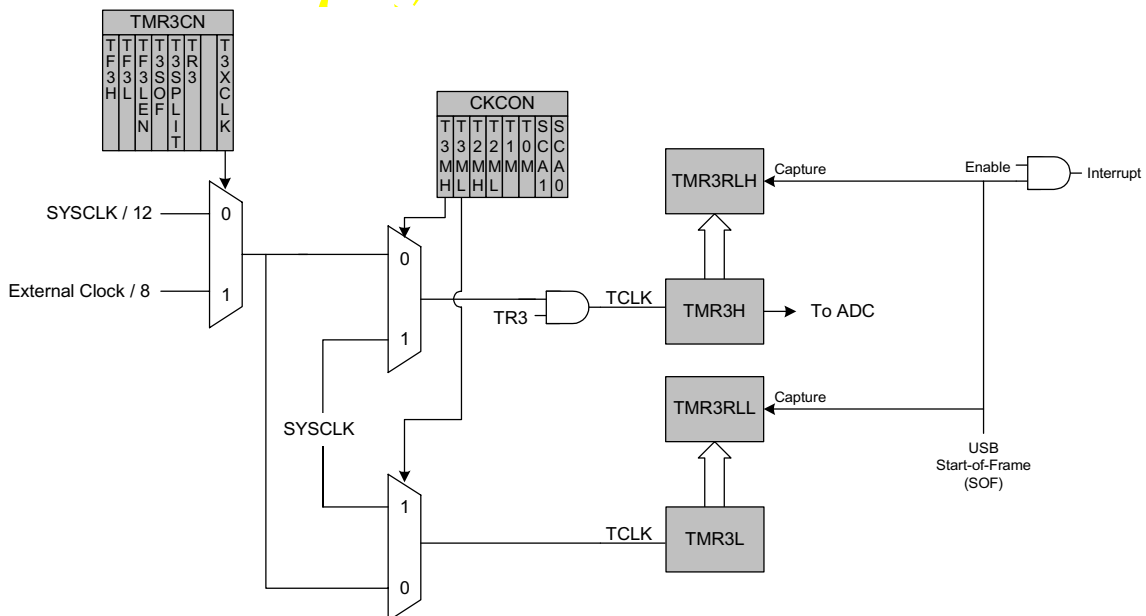 TMR3CN
TF3H
TF3L
TF3LEN
T3SOF
T3SPLIT
TR3
T3XCLK
CKCON
T3MH
T3ML
T2MH
T2ML
T1M
T0M
SCA1
SCA0
SYSCLK / 12
0
External Clock / 8
1
0
1
SYSCLK
1
0
TR3
TCLK
TMR3RLH
Capture
TMR3H
To ADC
Enable
Interrupt
TMR3RLL
Capture
USB
Start-of-Frame
(SOF)
TCLK
TMR3L